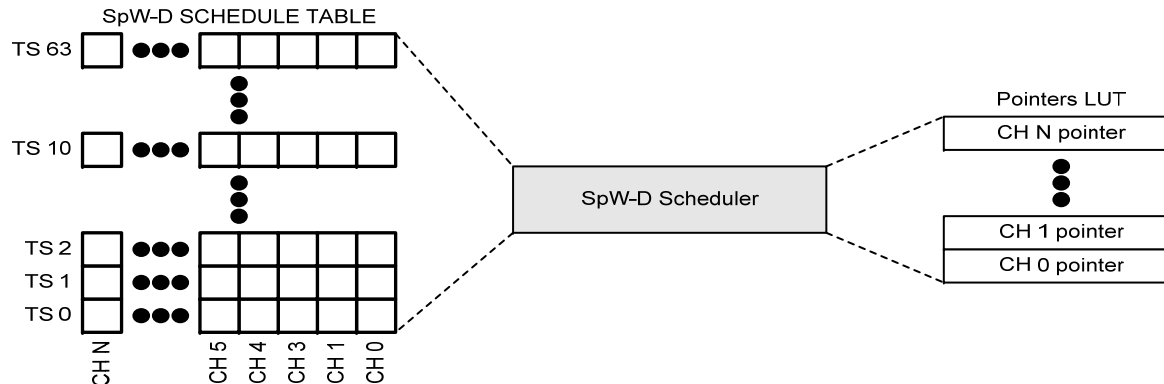 SpW-D SCHEDULE TABLE
TS 63
TS 10
TS 2
TS 1
TS 0
CH N
CH 5
CH 4
CH 3
CH 1
CH 0
SpW-D Scheduler
Pointers LUT
CH N pointer
CH 1 pointer
CH 0 pointer